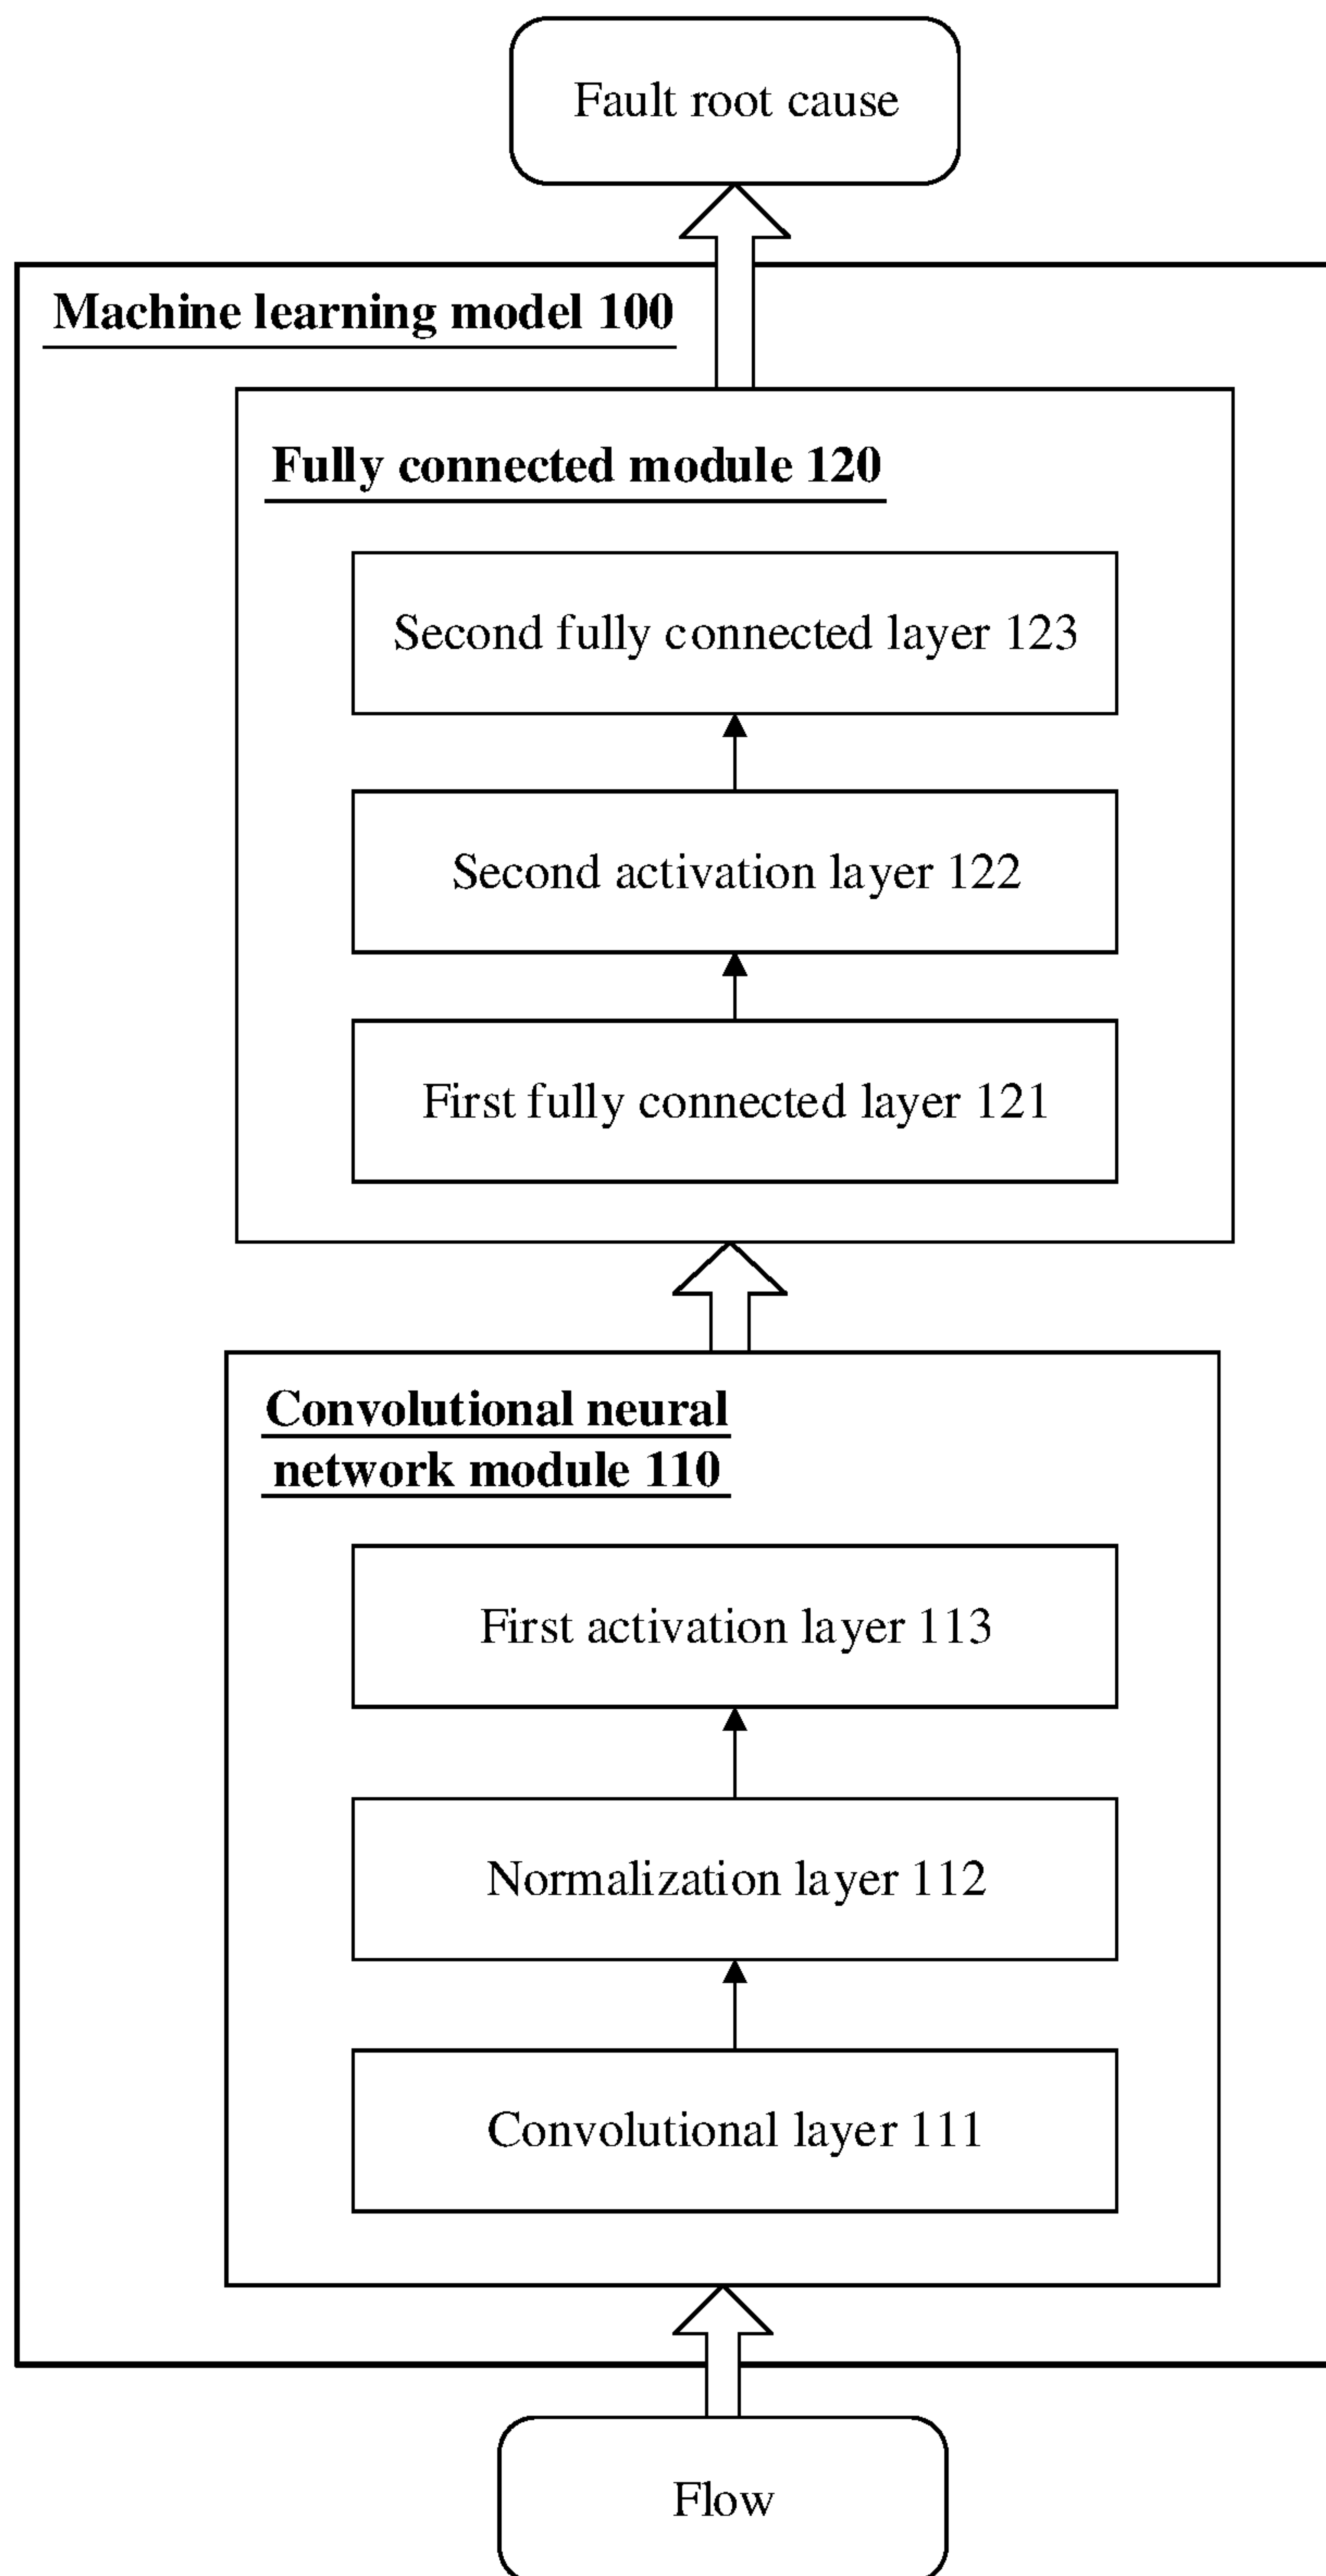 Fault root cause
Machine learning model 100
Fully connected module 120
Second fully connected layer 123
Second activation layer 122
First fully connected layer 121
Convolutional neural
network module 110
First activation layer 113
Normalization layer 112
Convolutional layer 111
Flow